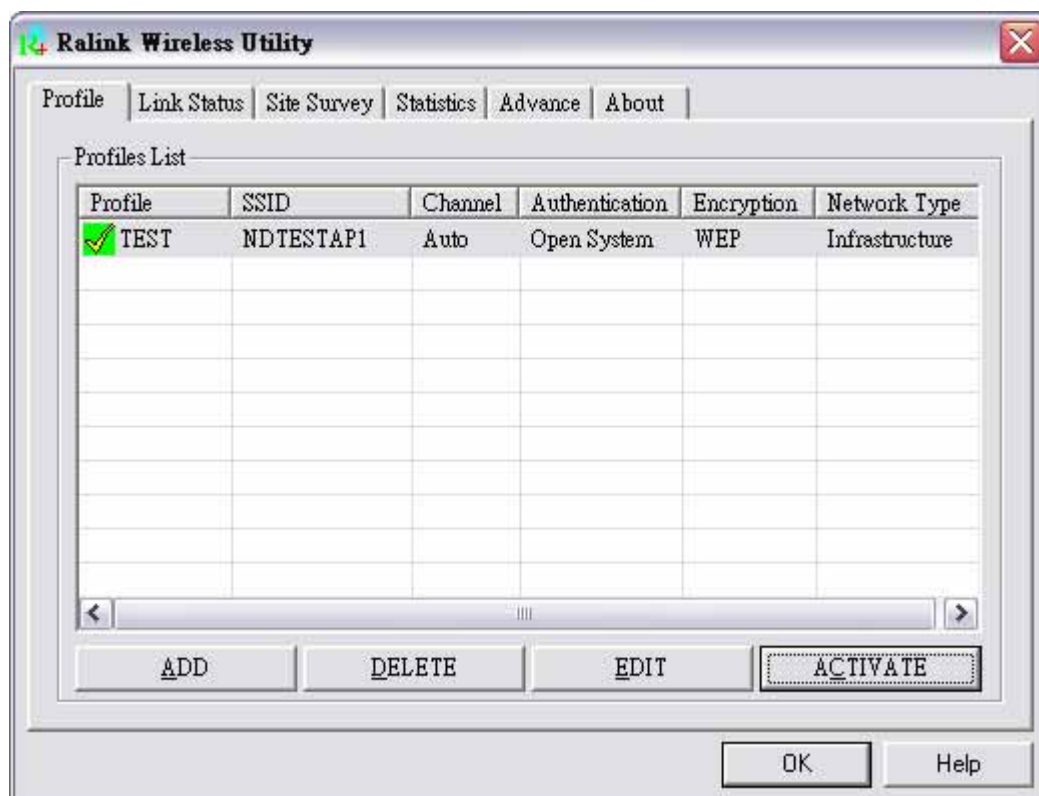 Ralink Wireless Utility
Profile Link Status Site Survey Statistics Advance About
Profiles List
Profile SSID Channel Authentication Encryption Network Type
TEST NDTESTAP1 Auto Open System WEP Infrastructure
ADD DELETE EDIT ACTIVATE
OK Help